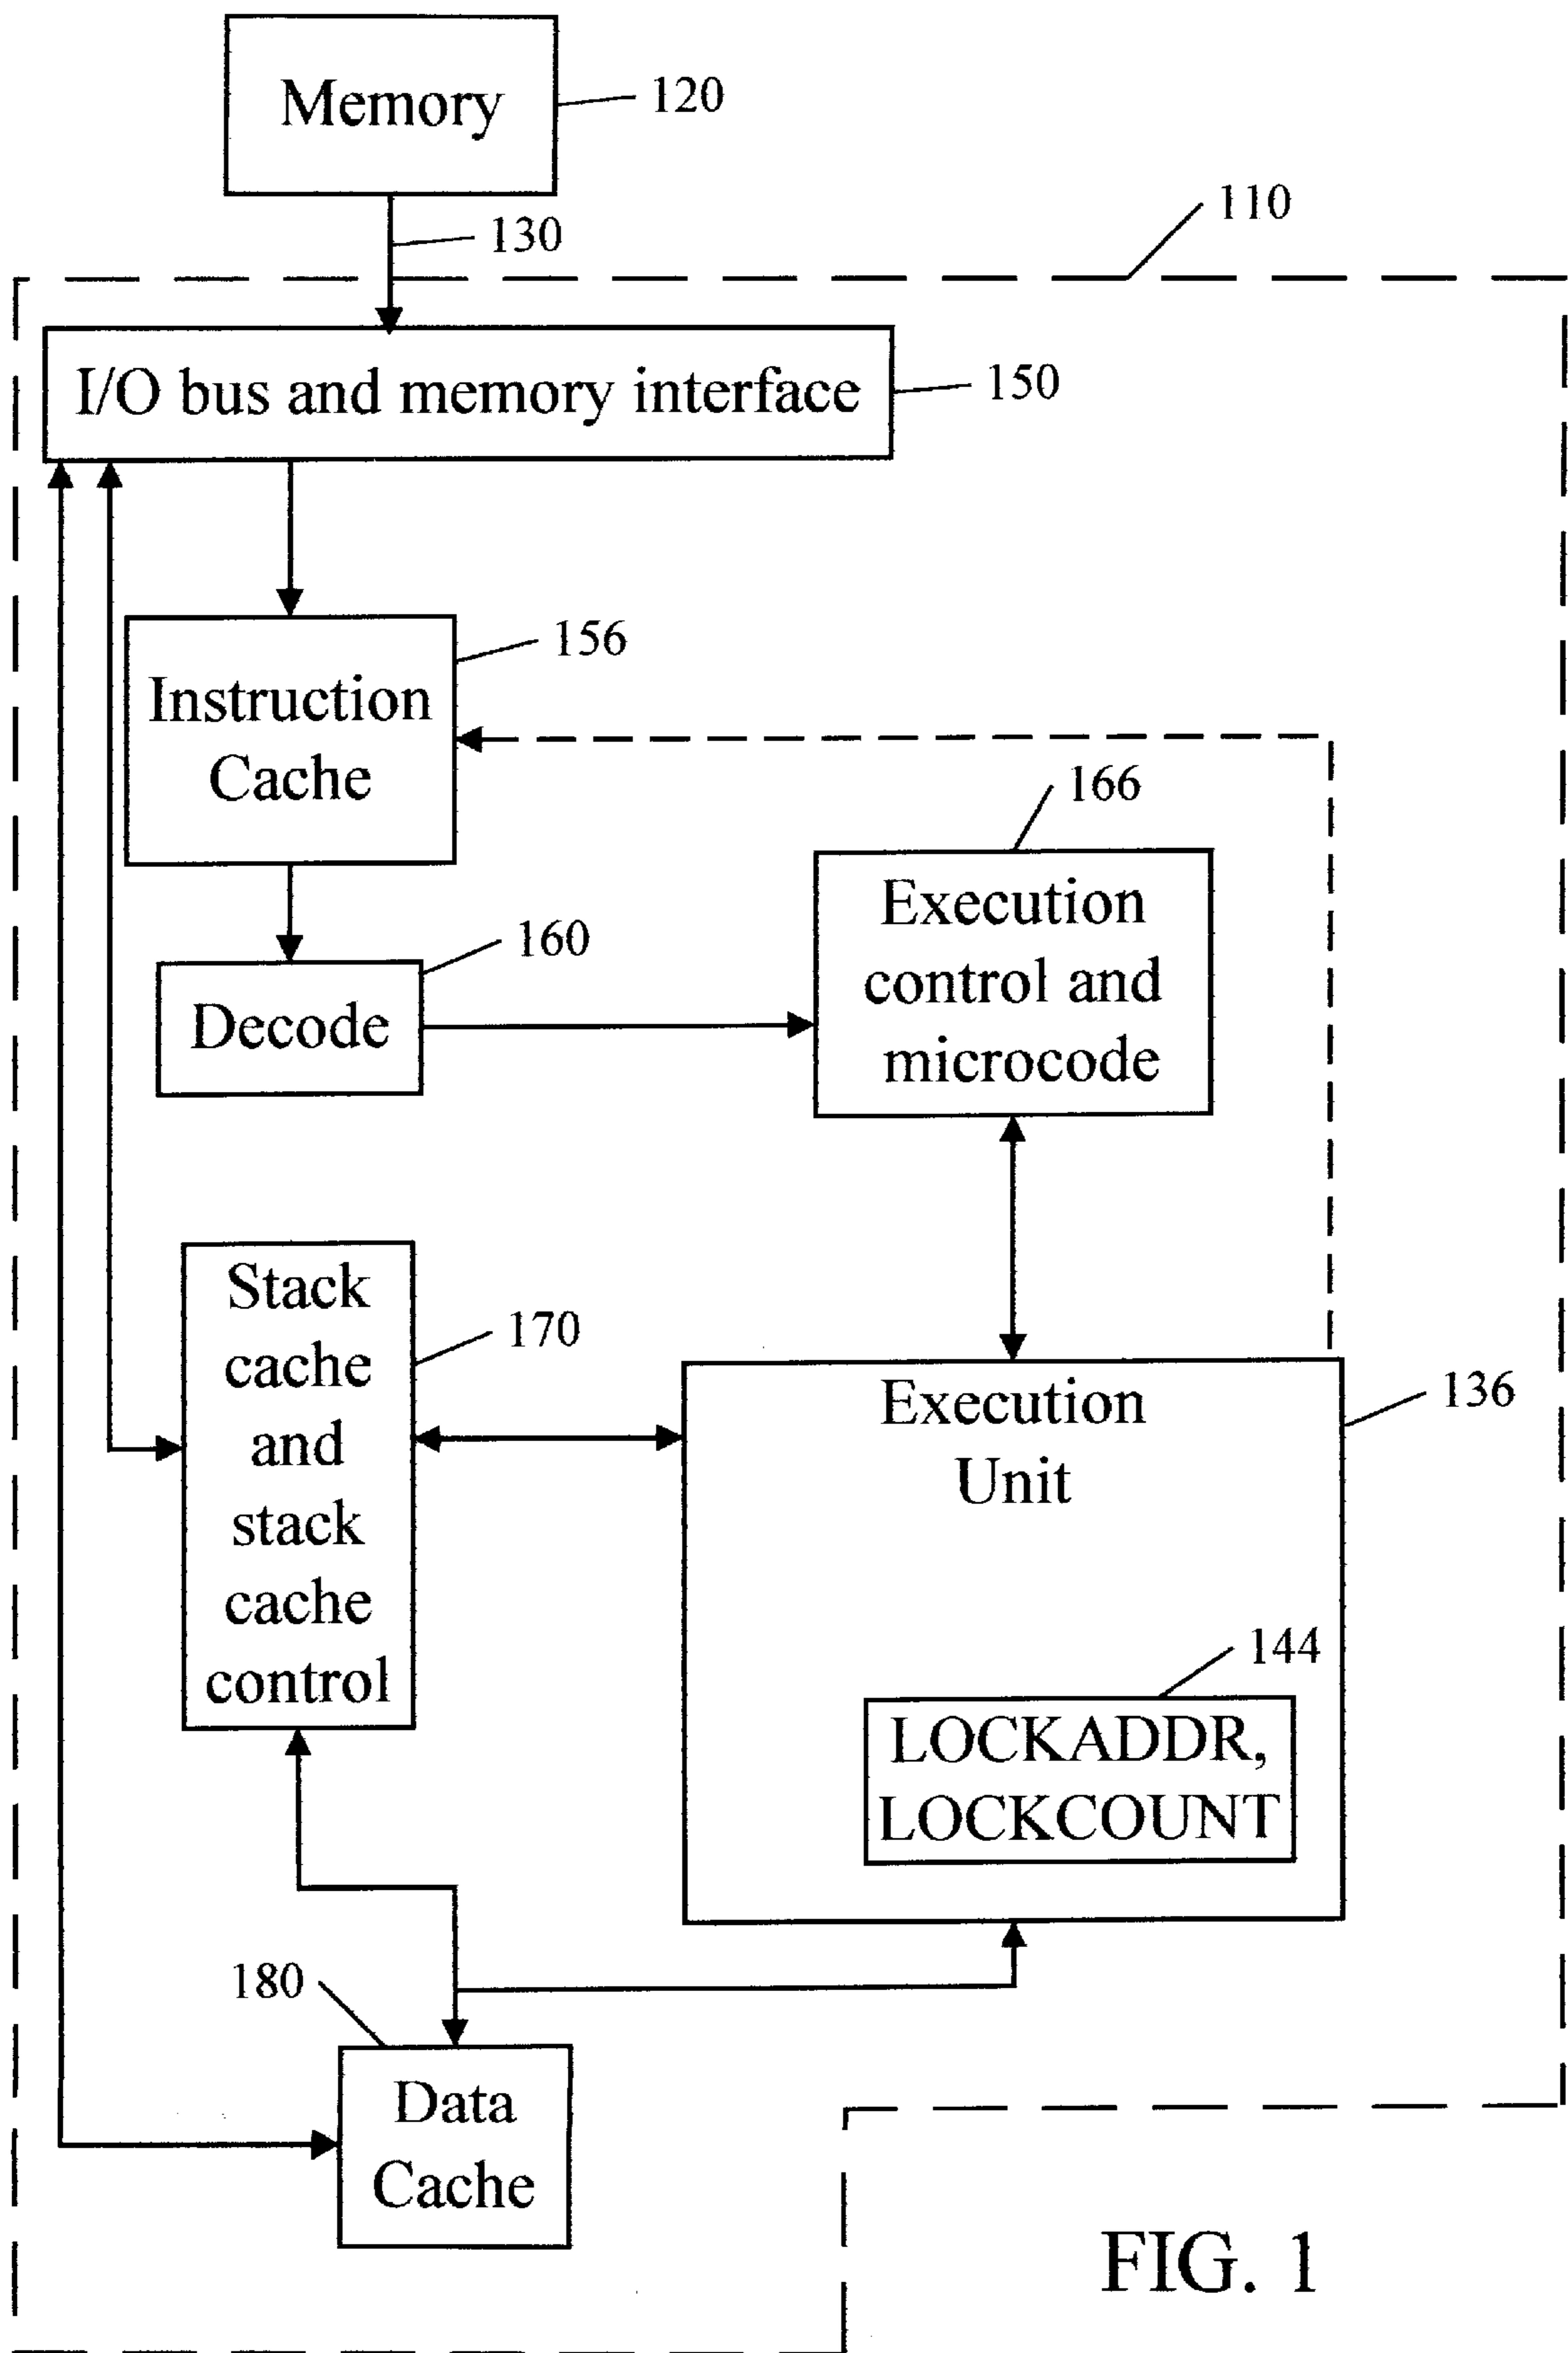 Memory
120
130
110
I/O bus and memory interface
150
156
Instruction
Cache
166
Execution
control and
microcode
160
Decode
Stack
cache
and
stack
cache
control
170
Execution
Unit
136
144
LOCKADDR,
LOCKCOUNT
180
Data
Cache
FIG. 1